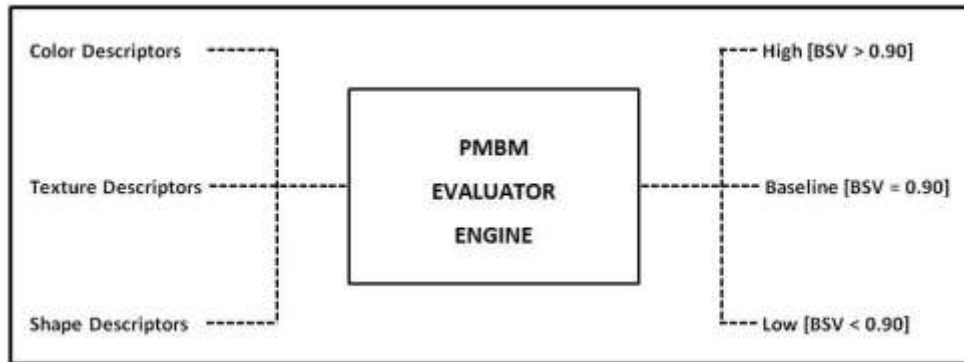 Color Descriptors
High [BSV > 0.90]
PMBM
Texture Descriptors
EVALUATOR
Baseline [BSV = 0.90]
ENGINE
Shape Descriptors
Low [BSV < 0.90]